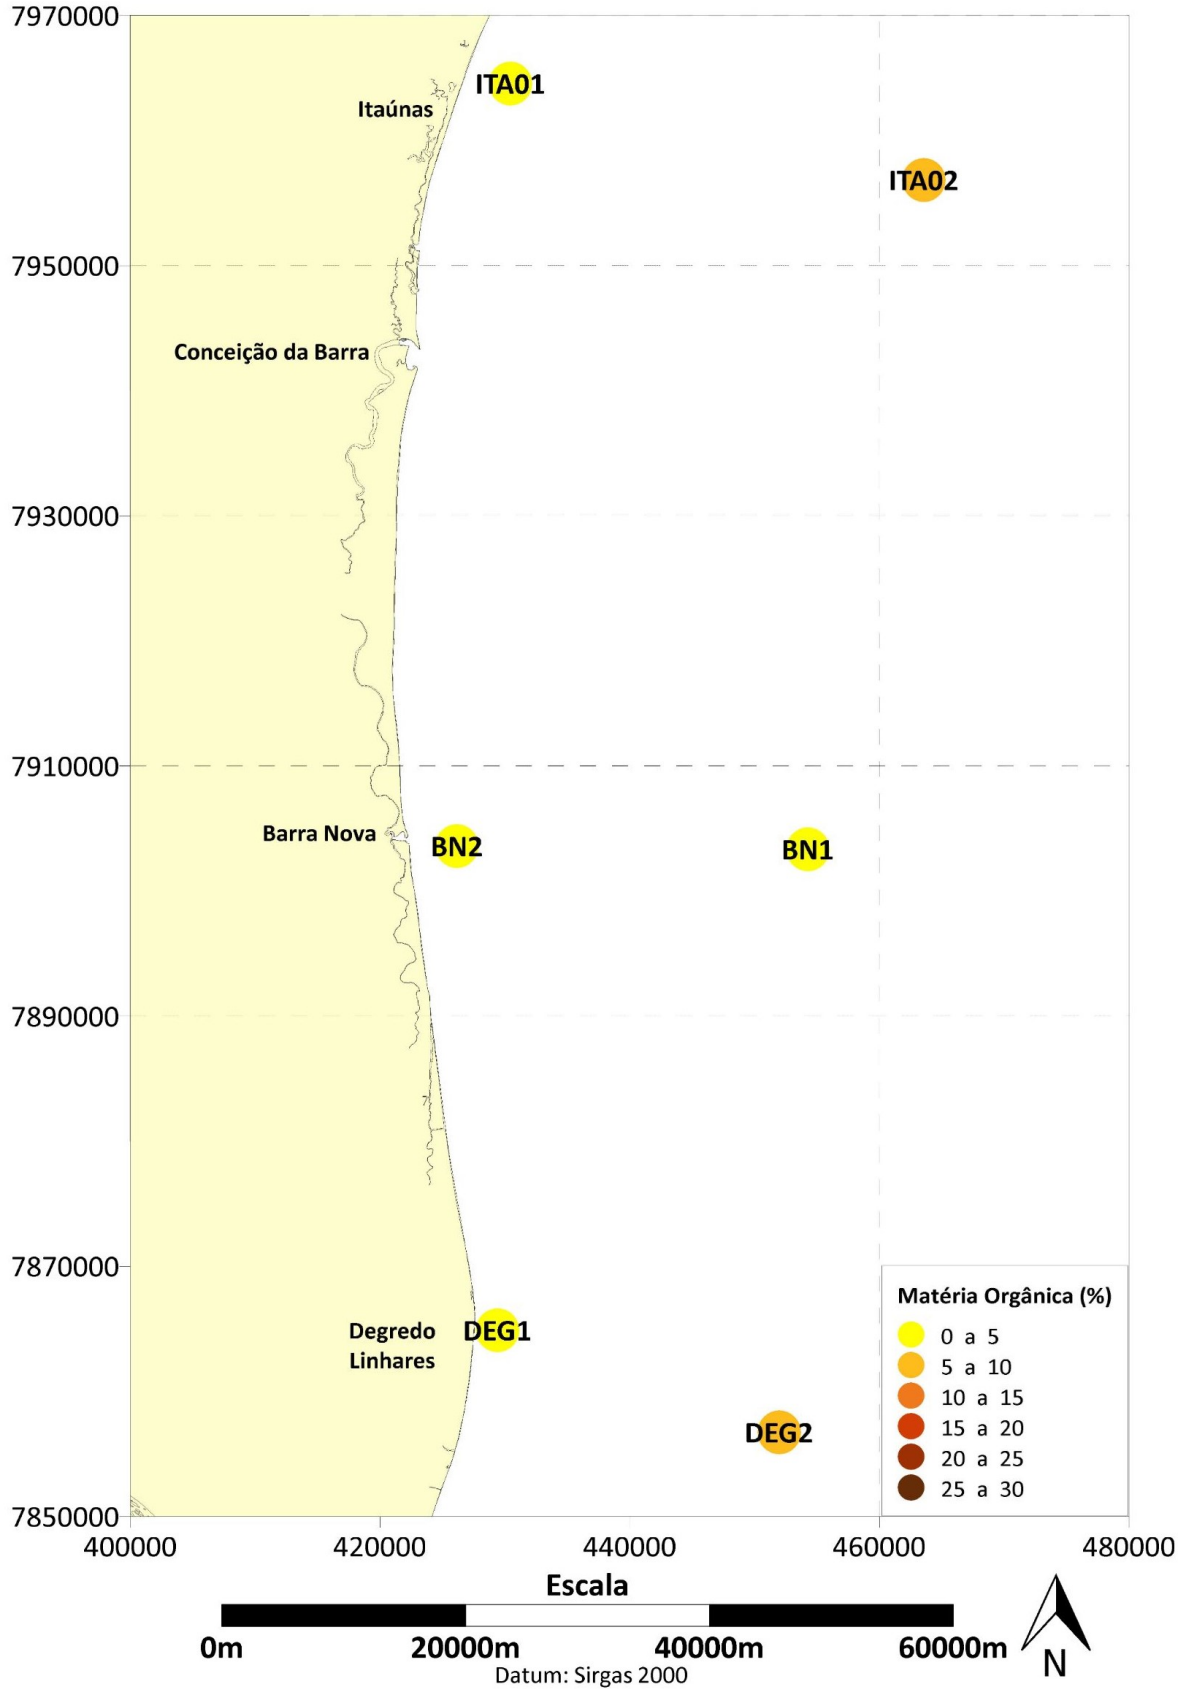 7970000
ITA01
Itaúnas
ITA02
7950000
Conceição da Barra
7930000
7910000
Barra Nova
BN2
BN1
7890000
7870000
Degredo
Linhares
DEG1
DEG2
Matéria Orgânica (%)
0 a 5
5 a 10
10 a 15
15 a 20
20 a 25
25 a 30
7850000
400000
420000
440000
460000
480000
Escala
0m
20000m
40000m
60000m
N
Datum: Sirgas 2000